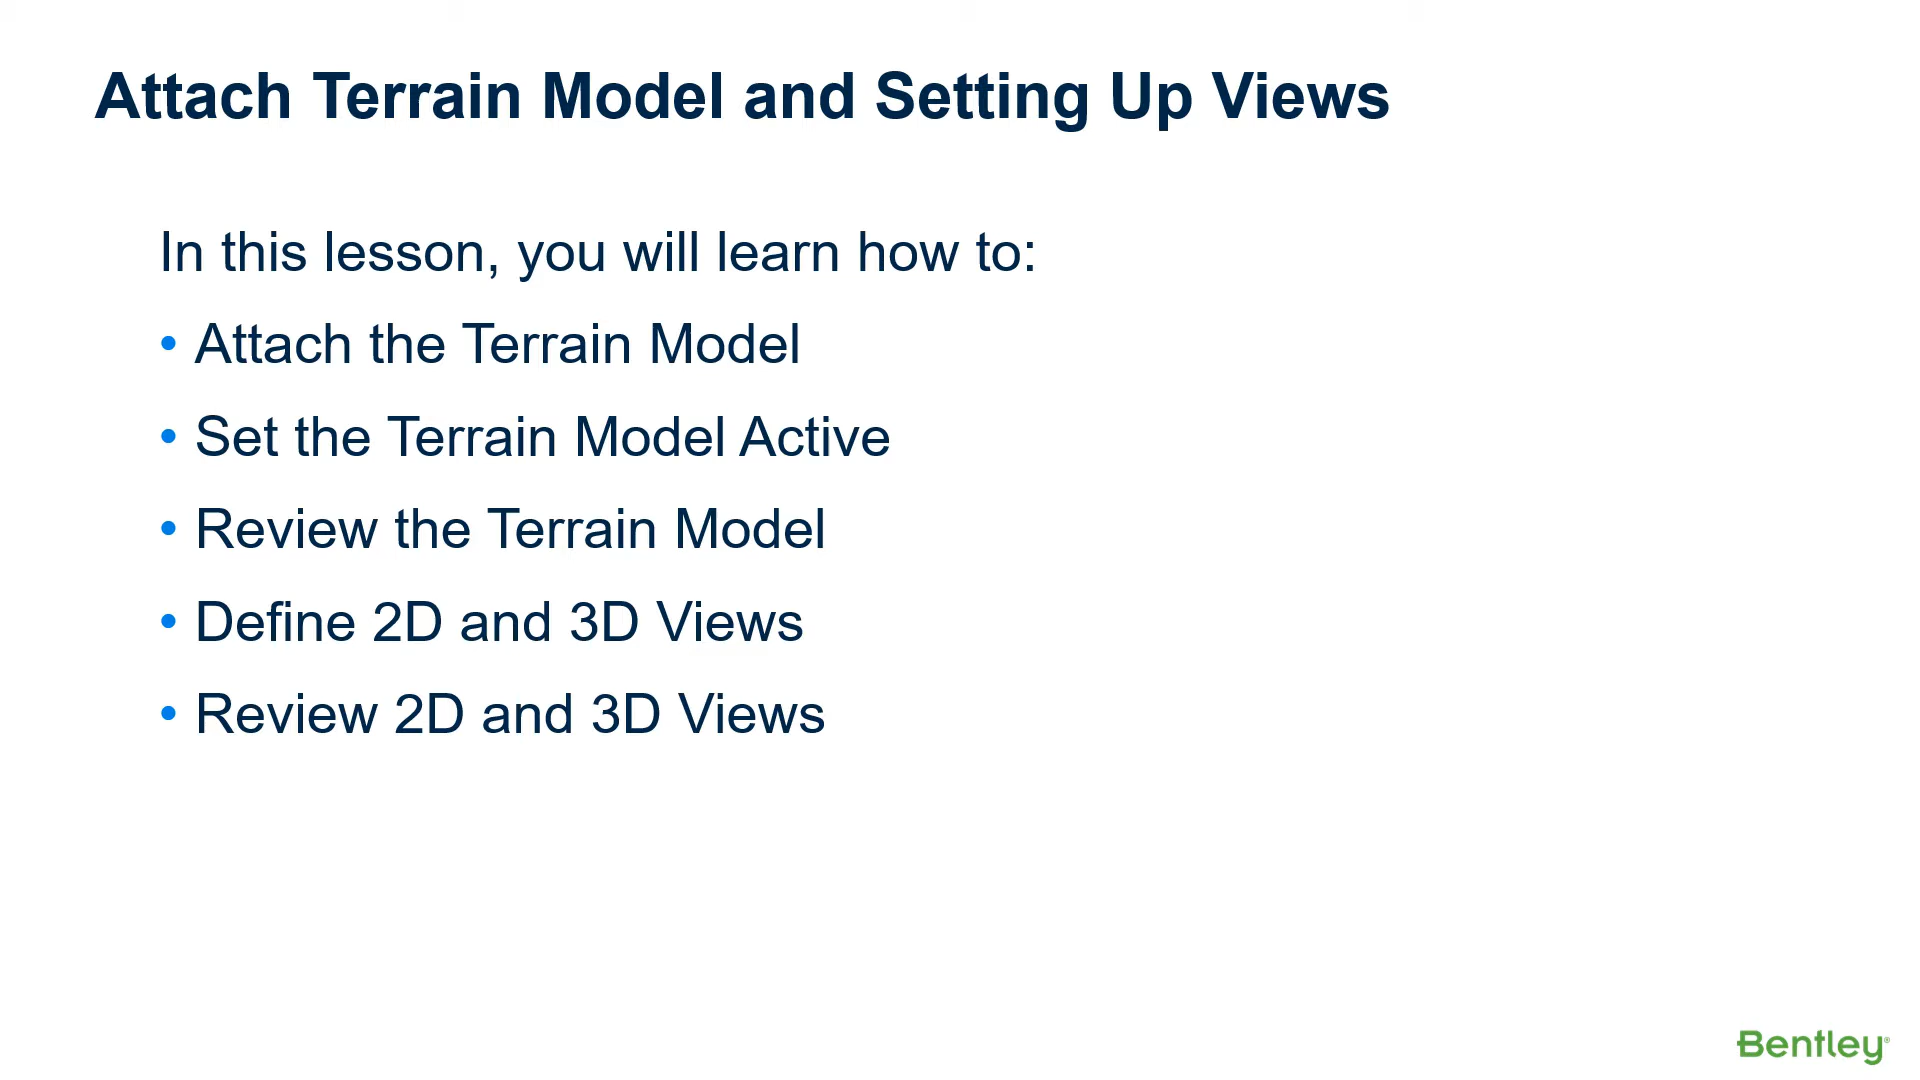 Attach Terrain Model and Setting Up Views
In this lesson, you will learn how to:
• Attach the Terrain Model
• Set the Terrain Model Active
• Review the Terrain Model
• Define 2D and 3D Views
• Review 2D and 3D Views
Bentley®